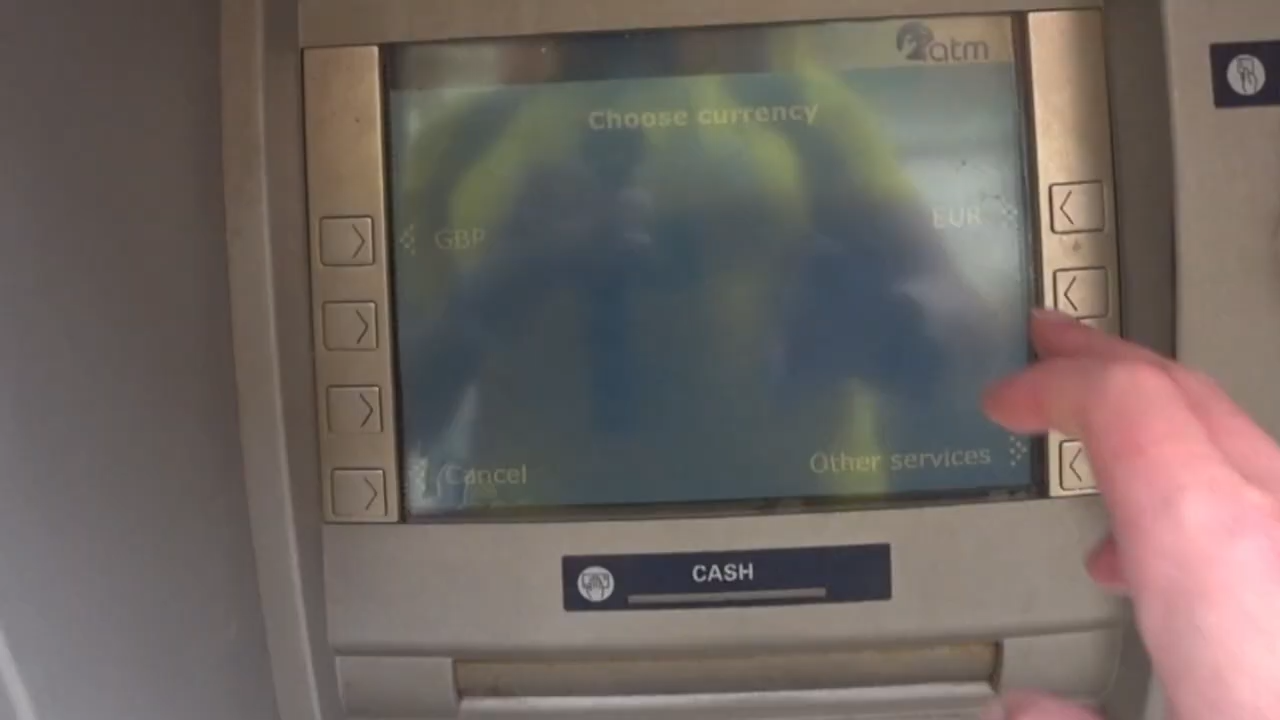 atm
Choose currency
GBP
EUR
Cancel
Other services
CASH